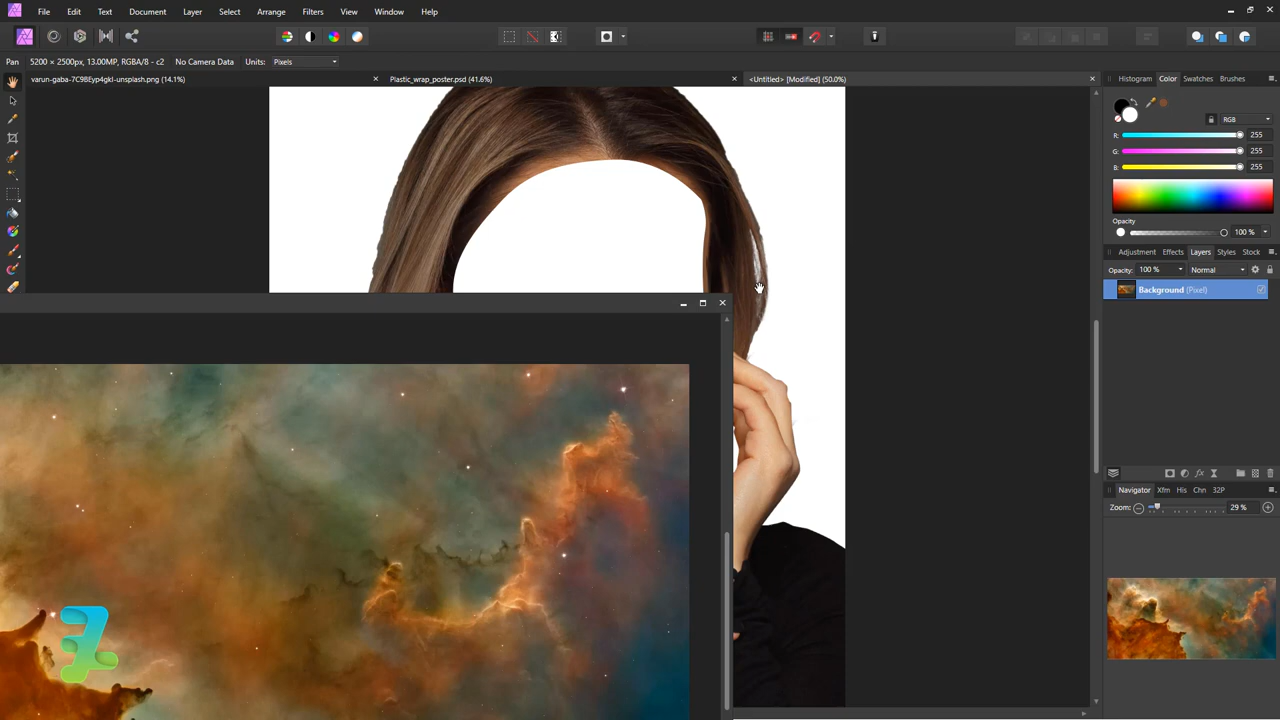 File Edit Text Document Layer Select Arrange Filters View Window Help
Pan 5200 × 2500px, 13.00MP, RGBA/8 - c2 No Camera Data Units: Pixels
varun-gaba-7C9BEyp4gkI-unsplash.png (14.1%) Plastic_wrap_poster.psd (41.6%) <Untitled> [Modified] (50.0%)
Histogram Color Swatches Brushes
RGB
R: 255
G: 150
B: 255
Opacity
100 %
Adjustment Effects Layers Styles Stock
Opacity: 100 % Normal
Background (Pixel)
Navigator Xfm His Chn 32P
Zoom: 29 %